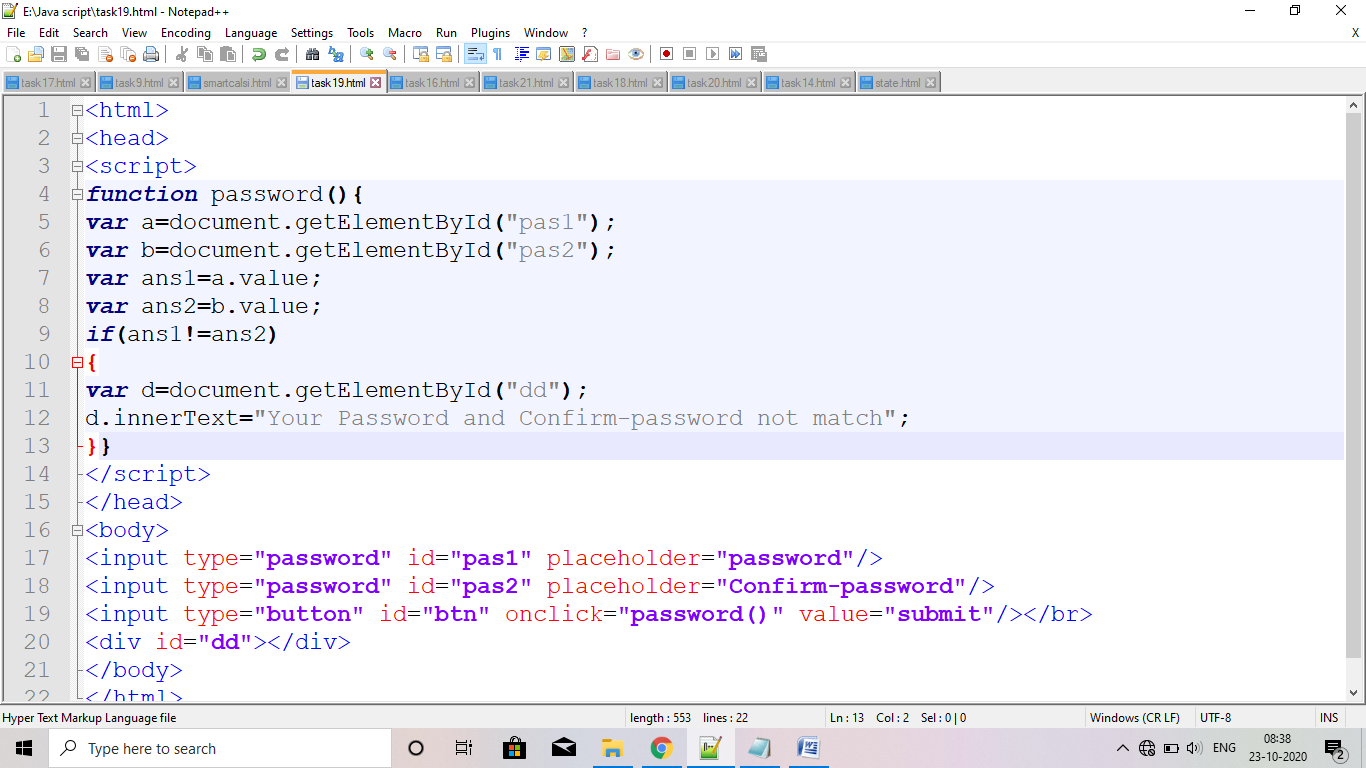 E:\Java script\task19.html - Notepad++
File Edit Search View Encoding Language Settings Tools Macro Run Plugins Window ? X
task17.html task9.html smartcalsi.html task19.html task16.html task21.html task18.html task20.html task14.html state.html
1 <html>
2 <head>
3 <script>
4 function password(){
5 var a=document.getElementById("pas1");
6 var b=document.getElementById("pas2");
7 var ans1=a.value;
8 var ans2=b.value;
9 if(ans1!=ans2)
10 {
11 var d=document.getElementById("dd");
12 d.innerText="Your Password and Confirm-password not match";
13 }}
14 </script>
15 </head>
16 <body>
17 <input type="password" id="pas1" placeholder="password"/>
18 <input type="password" id="pas2" placeholder="Confirm-password"/>
19 <input type="button" id="btn" onclick="password()" value="submit"/></br>
20 <div id="dd"></div>
21 </body>
22 </html>
Hyper Text Markup Language file length : 553 lines : 22 Ln : 13 Col : 2 Sel : 0 | 0 Windows (CR LF) UTF-8 INS
Type here to search ENG 08:38
23-10-2020 2